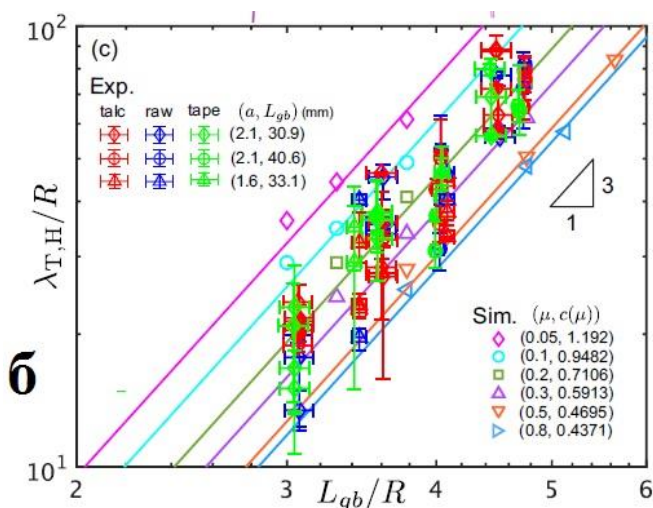 10²
(c)
Exp.
talc raw tape (a, L_gb) (mm)
(2.1, 30.9)
(2.1, 40.6)
(1.6, 33.1)
3
1
λ_T,H/R
б
Sim. (μ, c(μ))
(0.05, 1.192)
(0.1, 0.9482)
(0.2, 0.7106)
(0.3, 0.5913)
(0.5, 0.4695)
(0.8, 0.4371)
10¹
2 3 4 5 6
L_gb/R